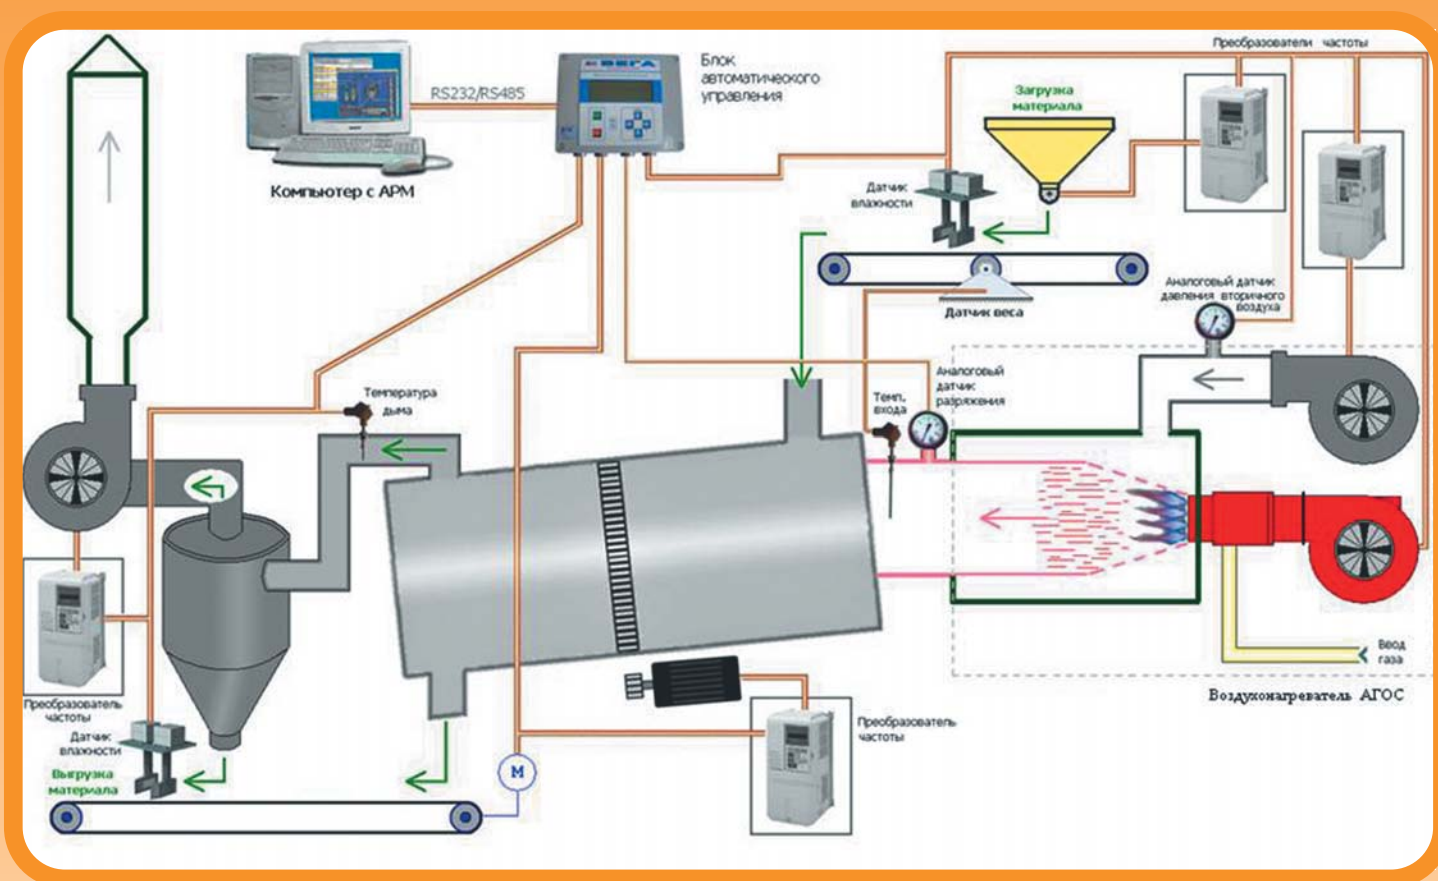 Преобразователи частоты
ВЕГА
Блок
автоматического
управления
RS232/RS485
Загрузка
материала
Компьютер с АРМ
Датчик
влажности
Аналоговый датчик
давления вторичного
воздуха
Датчик веса
Температура
дыма
Темп.
входа
Аналоговый
датчик
разряжения
Ввод
газа
Воздухонагреватель АГОС
Преобразователь
частоты
Преобразователь
частоты
Датчик
влажности
М
Выгрузка
материала